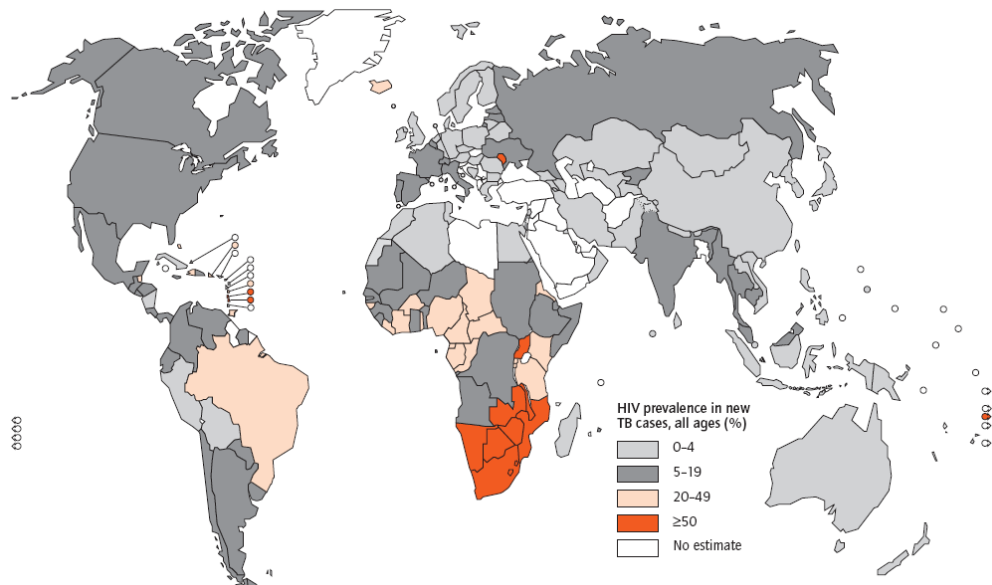 HIV prevalence in new
TB cases, all ages (%)
0–4
5–19
20–49
≥50
No estimate